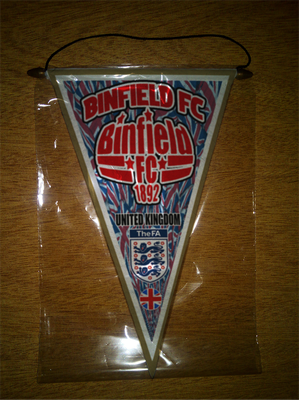 BINFIELD FC
Binfield
FC
1892
UNITED KINGDOM
The FA